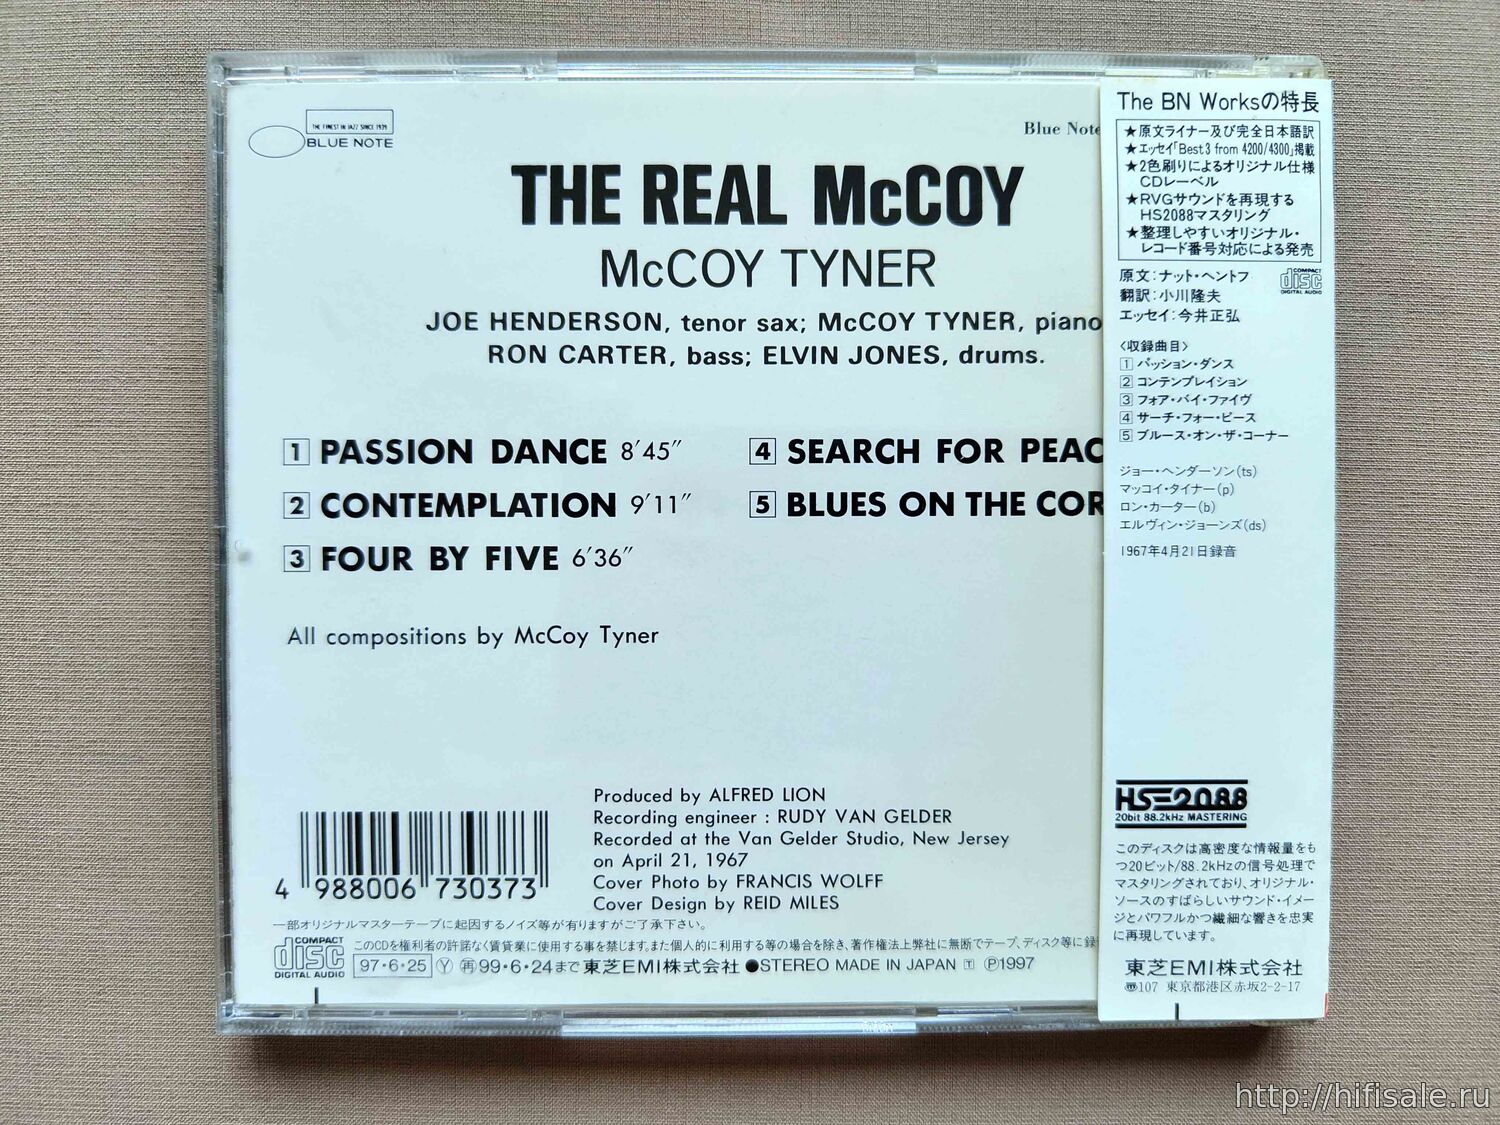 THE FINEST IN JAZZ SINCE 1939
BLUE NOTE
Blue Note
THE REAL McCOY
McCOY TYNER
JOE HENDERSON, tenor sax; McCOY TYNER, piano
RON CARTER, bass; ELVIN JONES, drums.
1 PASSION DANCE 8'45"
2 CONTEMPLATION 9'11"
3 FOUR BY FIVE 6'36"
4 SEARCH FOR PEAC
5 BLUES ON THE COR
All compositions by McCoy Tyner
Produced by ALFRED LION
Recording engineer : RUDY VAN GELDER
Recorded at the Van Gelder Studio, New Jersey
on April 21, 1967
Cover Photo by FRANCIS WOLFF
Cover Design by REID MILES
4 988006 730373
一部オリジナルマスターテープに起因するノイズ等が有りますがご了承下さい。
COMPACT
disc
DIGITAL AUDIO
このCDを権利者の許諾なく賃貸業に使用する事を禁じます。また個人的に利用する等の場合を除き、著作権法上弊社に無断でテープ、ディスク等に録
97・6・25 Ⓨ 再99・6・24まで 東芝EMI株式会社 ●STEREO MADE IN JAPAN T Ⓟ1997
The BN Worksの特長
★原文ライナー及び完全日本語訳
★エッセイ「Best 3 from 4200/4300」掲載
★2色刷りによるオリジナル仕様
CDレーベル
★RVGサウンドを再現する
HS2088マスタリング
★整理しやすいオリジナル・
レコード番号対応による発売
原文:ナット・ヘントフ
翻訳:小川隆夫
エッセイ:今井正弘
COMPACT
disc
DIGITAL AUDIO
〈収録曲目〉
1 パッション・ダンス
2 コンテンプレイション
3 フォア・バイ・ファイヴ
4 サーチ・フォー・ピース
5 ブルース・オン・ザ・コーナー
ジョー・ヘンダーソン(ts)
マッコイ・タイナー(p)
ロン・カーター(b)
エルヴィン・ジョーンズ(ds)
1967年4月21日録音
HS2088
20bit 88.2kHz MASTERING
このディスクは高密度な情報量をも
つ20ビット/88.2kHzの信号処理で
マスタリングされており、オリジナル・
ソースのすばらしいサウンド・イメー
ジとパワフルかつ繊細な響きを忠実
に再現しています。
東芝EMI株式会社
〠107 東京都港区赤坂2-2-17
http://hifisale.ru